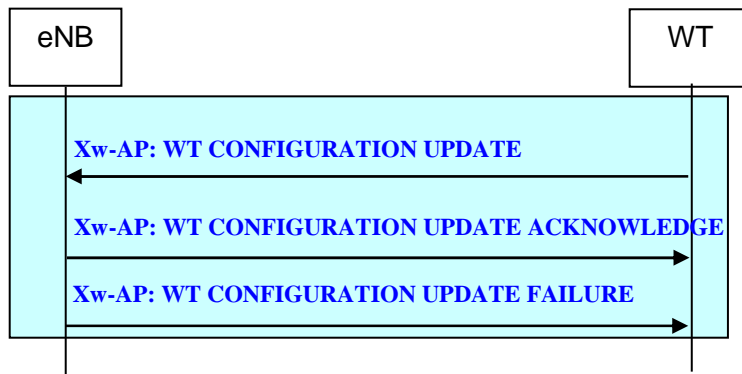 eNB
WT
Xw-AP: WT CONFIGURATION UPDATE
Xw-AP: WT CONFIGURATION UPDATE ACKNOWLEDGE
Xw-AP: WT CONFIGURATION UPDATE FAILURE